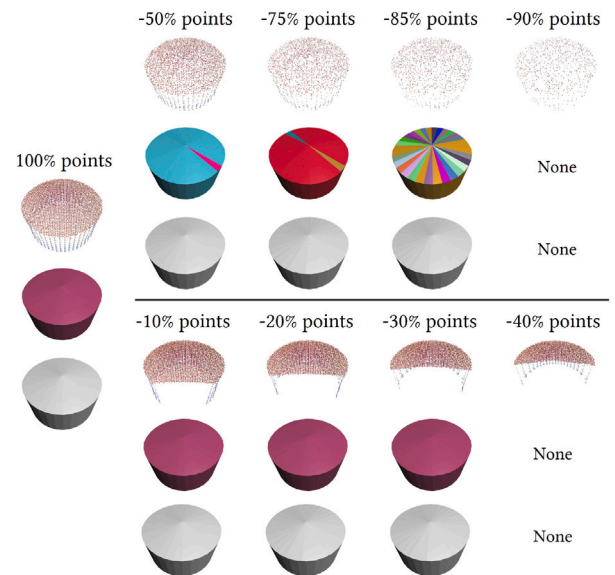 -50% points -75% points -85% points -90% points
None
100% points
None
-10% points -20% points -30% points -40% points
None
None